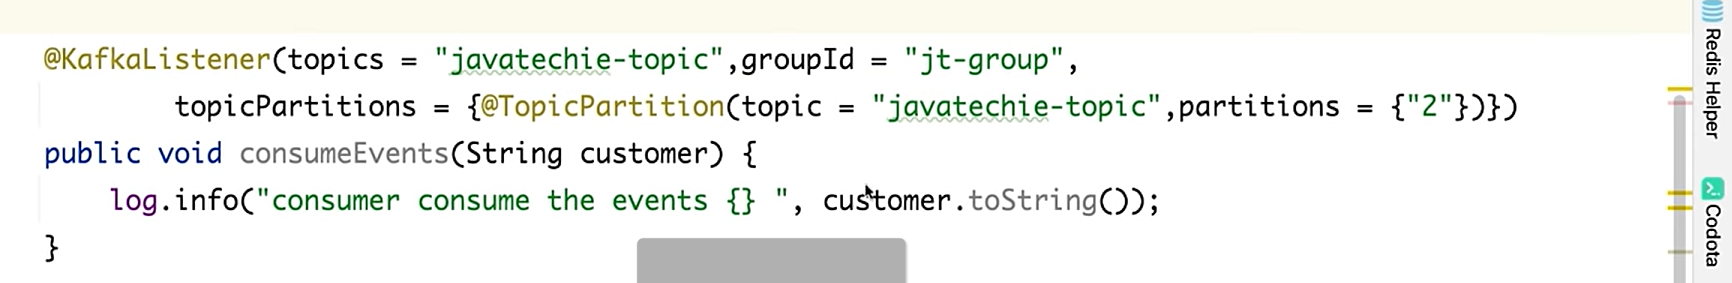 @KafkaListener(topics = "javatechie-topic",groupId = "jt-group",
topicPartitions = {@TopicPartition(topic = "javatechie-topic",partitions = {"2"})})
public void consumeEvents(String customer) {
log.info("consumer consume the events {} ", customer.toString());
}
Redis Helper
Codota